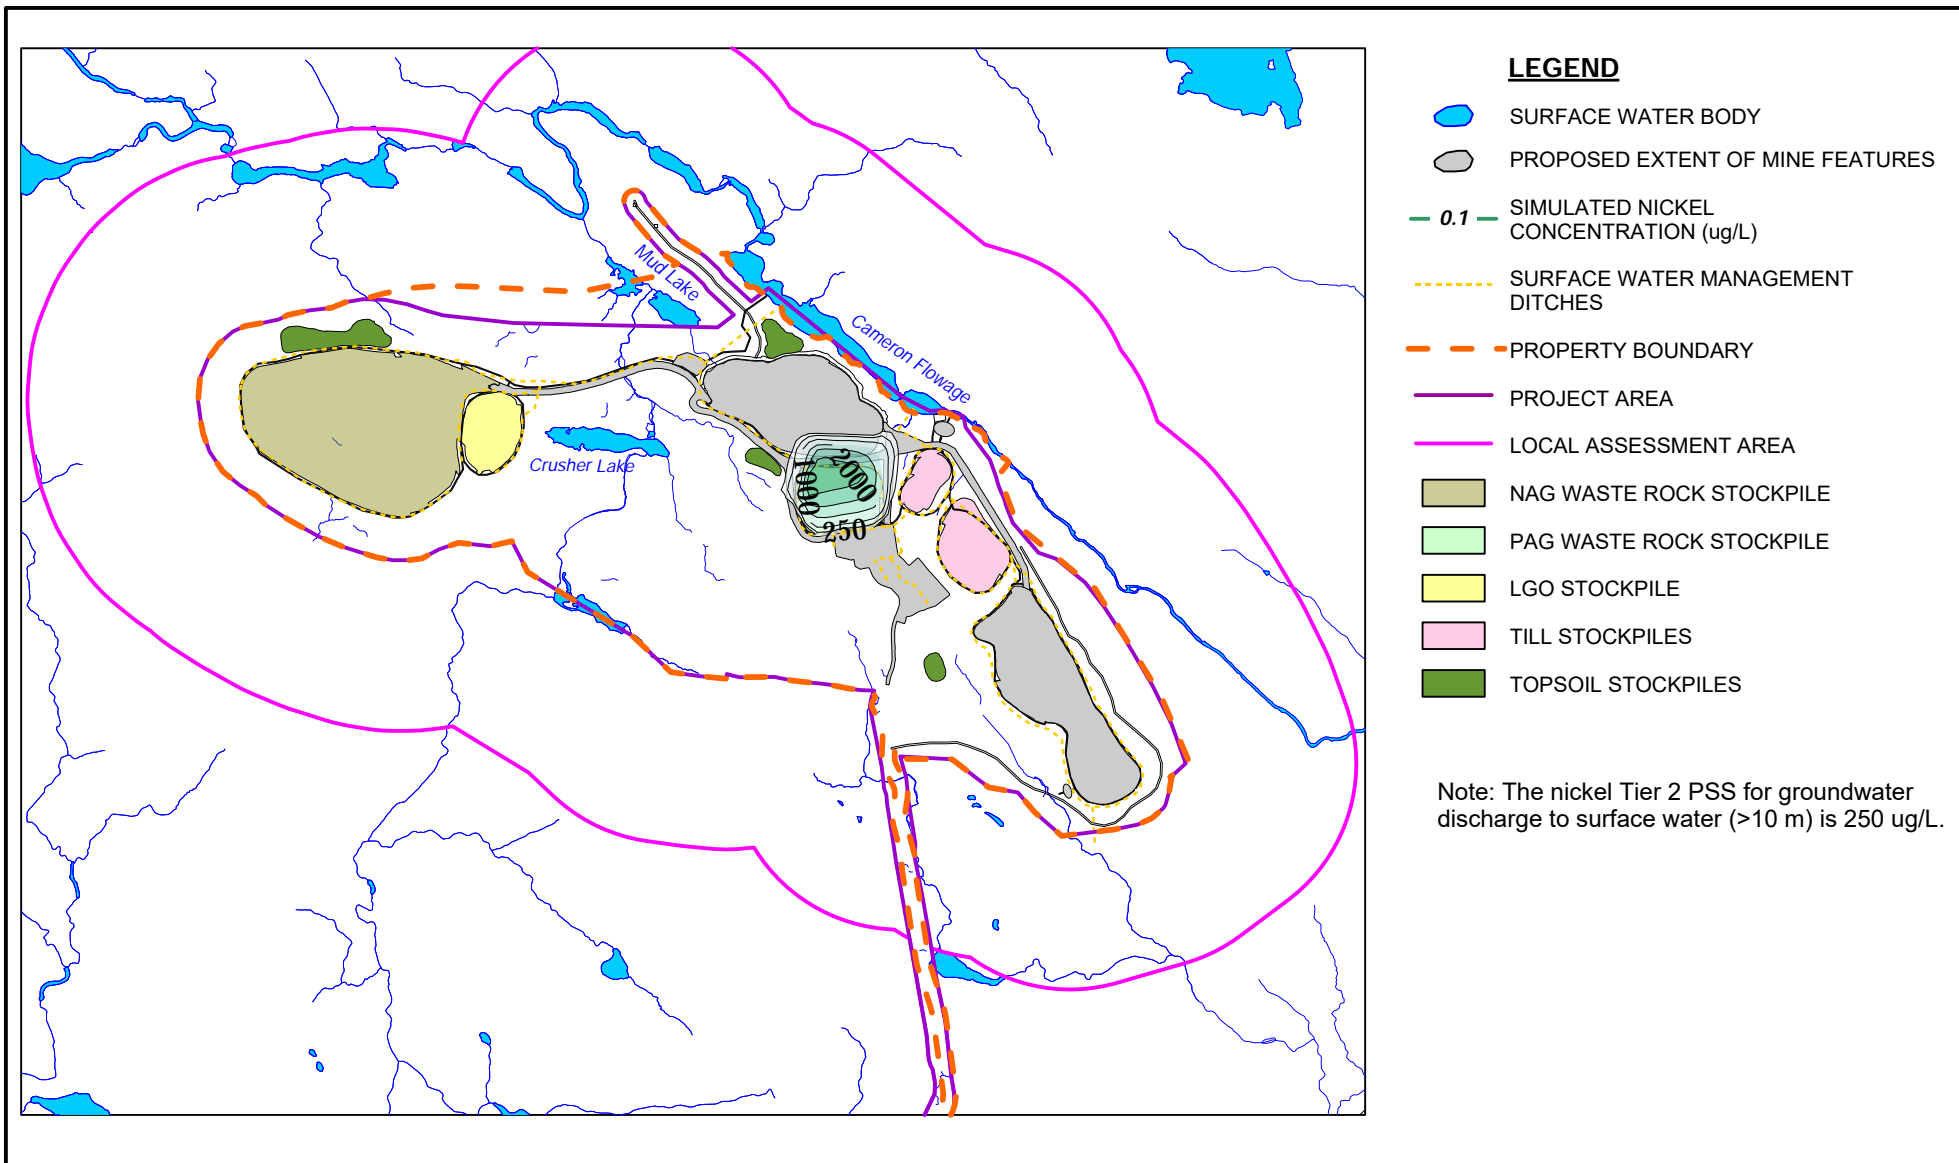 Mud Lake
Cameron Flowage
Crusher Lake
2000
1000
250
LEGEND
SURFACE WATER BODY
PROPOSED EXTENT OF MINE FEATURES
0.1
SIMULATED NICKEL
CONCENTRATION (ug/L)
SURFACE WATER MANAGEMENT
DITCHES
PROPERTY BOUNDARY
PROJECT AREA
LOCAL ASSESSMENT AREA
NAG WASTE ROCK STOCKPILE
PAG WASTE ROCK STOCKPILE
LGO STOCKPILE
TILL STOCKPILES
TOPSOIL STOCKPILES
Note: The nickel Tier 2 PSS for groundwater
discharge to surface water (>10 m) is 250 ug/L.